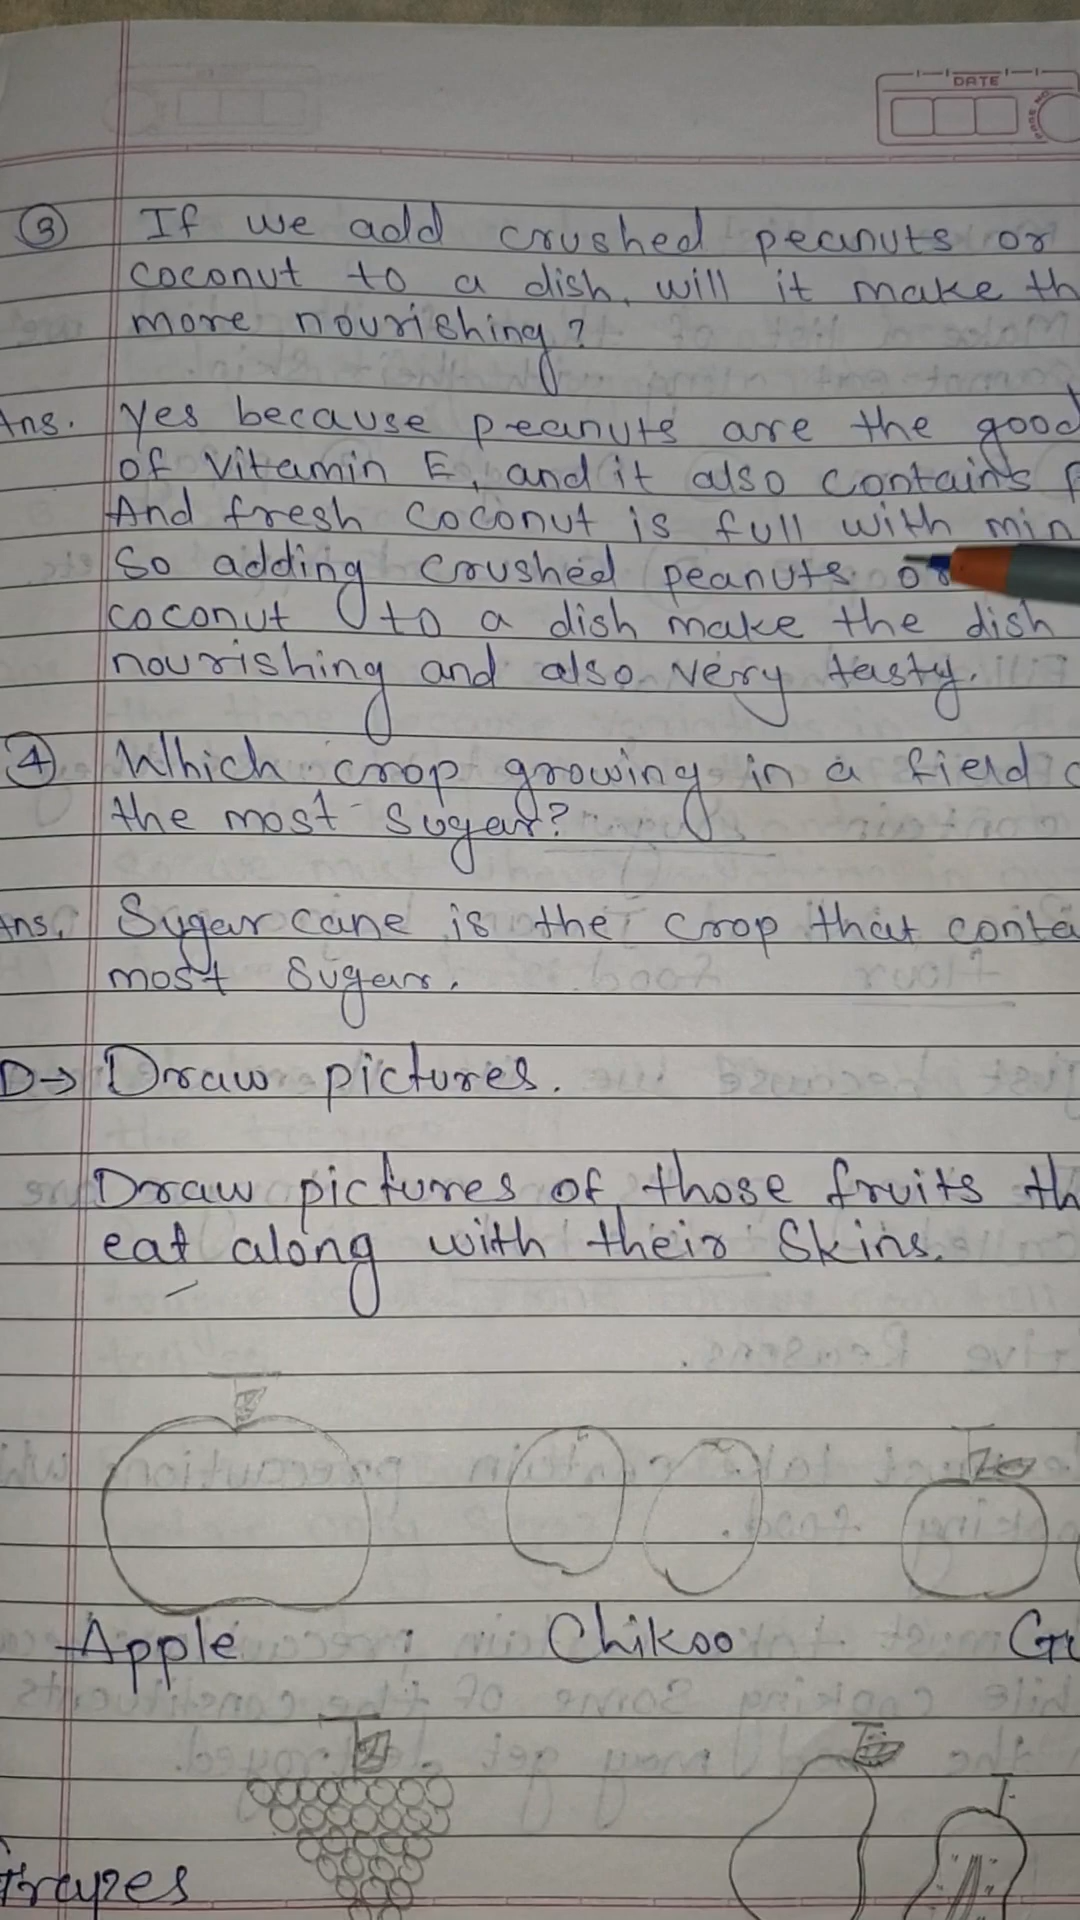 DATE
③ If we add crushed peanuts or
coconut to a dish, will it make th
more nourishing?
Ans. Yes because peanuts are the good
of Vitamin E, and it also contains p
And fresh coconut is full with min
So adding crushed peanuts or
coconut to a dish make the dish
nourishing and also very tasty.
④ Which crop growing in a field c
the most sugar?
Ans. Sugarcane is the crop that conta
most sugar.
D→ Draw pictures.
Draw pictures of those fruits th
eat along with their skins.
Apple Chikoo Gu
Grapes